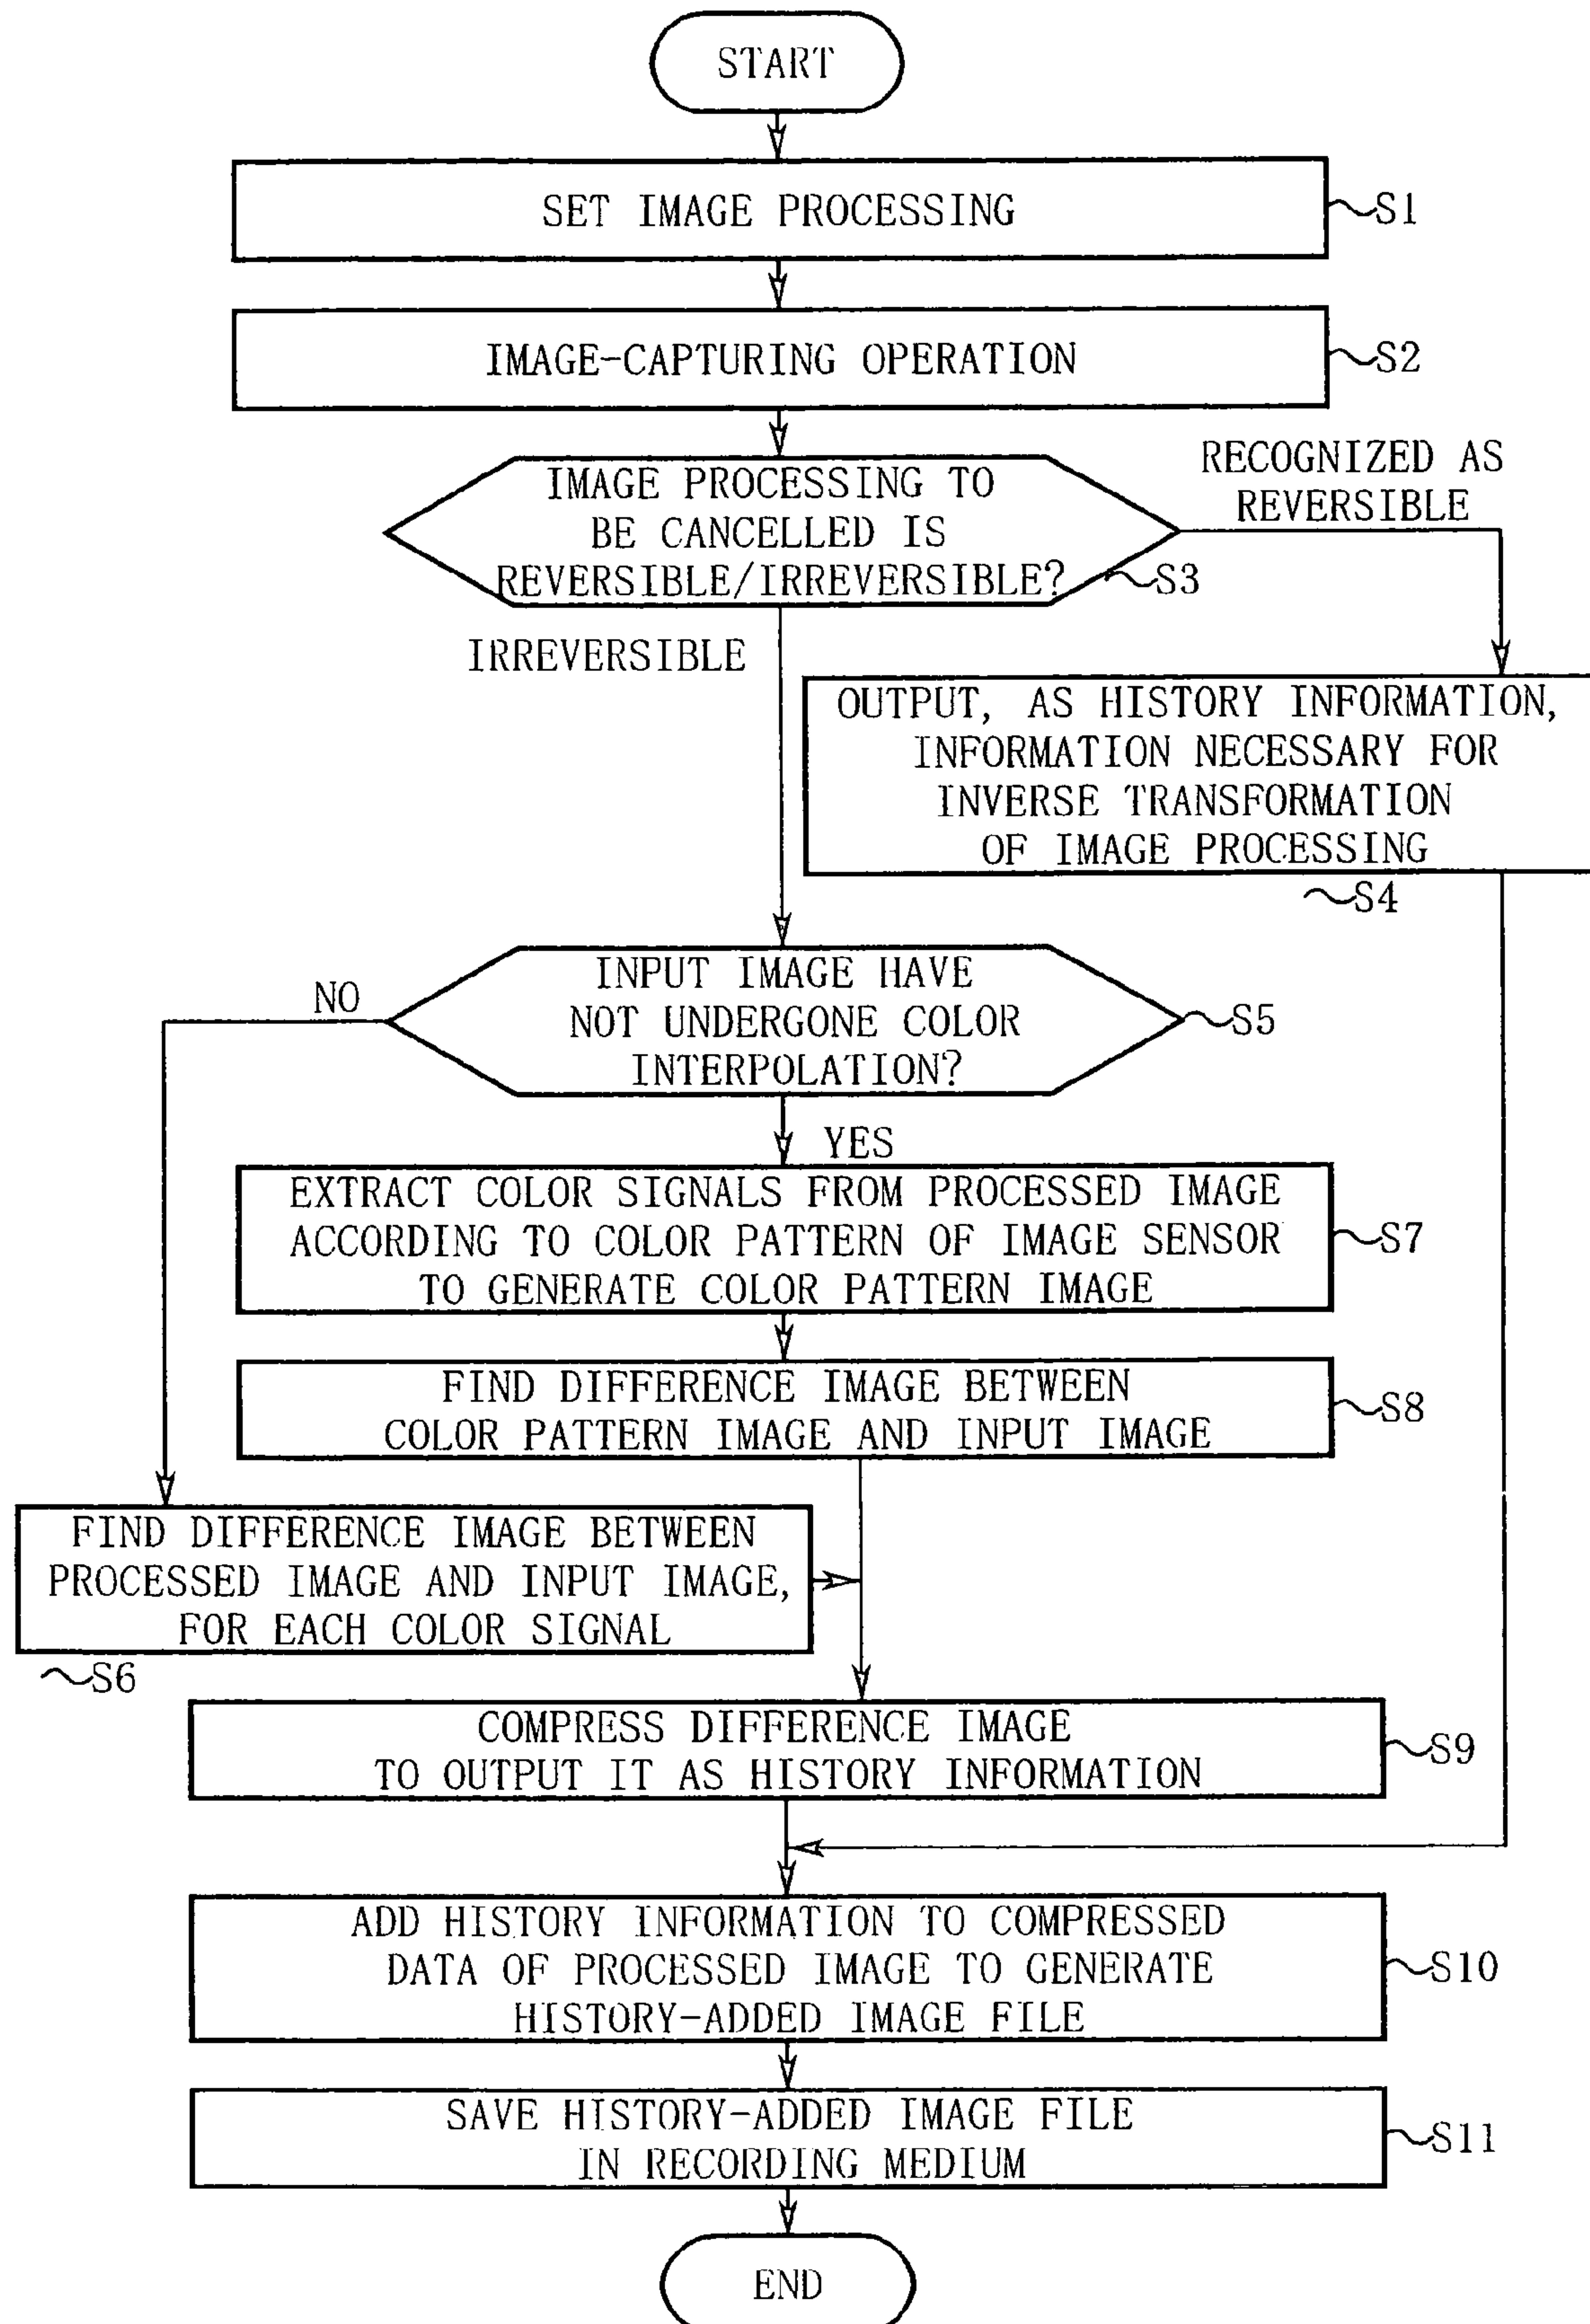 START
SET IMAGE PROCESSING
S1
IMAGE-CAPTURING OPERATION
S2
IMAGE PROCESSING TO
BE CANCELLED IS
REVERSIBLE/IRREVERSIBLE?
S3
RECOGNIZED AS
REVERSIBLE
IRREVERSIBLE
OUTPUT, AS HISTORY INFORMATION,
INFORMATION NECESSARY FOR
INVERSE TRANSFORMATION
OF IMAGE PROCESSING
S4
INPUT IMAGE HAVE
NOT UNDERGONE COLOR
INTERPOLATION?
S5
NO
YES
EXTRACT COLOR SIGNALS FROM PROCESSED IMAGE
ACCORDING TO COLOR PATTERN OF IMAGE SENSOR
TO GENERATE COLOR PATTERN IMAGE
S7
FIND DIFFERENCE IMAGE BETWEEN
COLOR PATTERN IMAGE AND INPUT IMAGE
S8
FIND DIFFERENCE IMAGE BETWEEN
PROCESSED IMAGE AND INPUT IMAGE,
FOR EACH COLOR SIGNAL
S6
COMPRESS DIFFERENCE IMAGE
TO OUTPUT IT AS HISTORY INFORMATION
S9
ADD HISTORY INFORMATION TO COMPRESSED
DATA OF PROCESSED IMAGE TO GENERATE
HISTORY-ADDED IMAGE FILE
S10
SAVE HISTORY-ADDED IMAGE FILE
IN RECORDING MEDIUM
S11
END